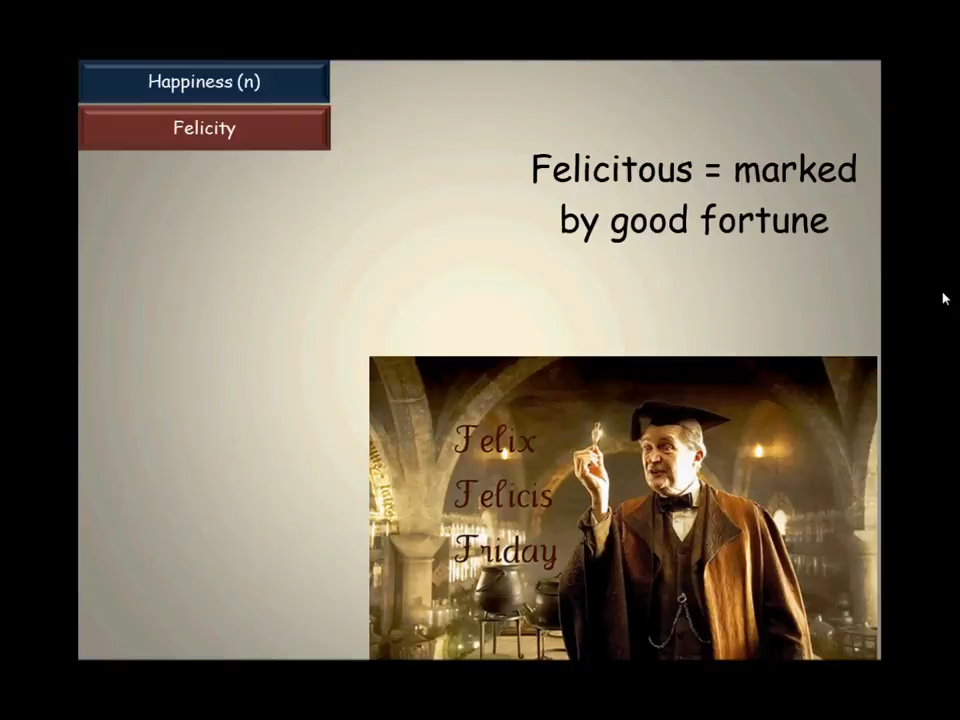 Happiness (n)
Felicity
Felicitous = marked
by good fortune
Felix
Felicis
Friday